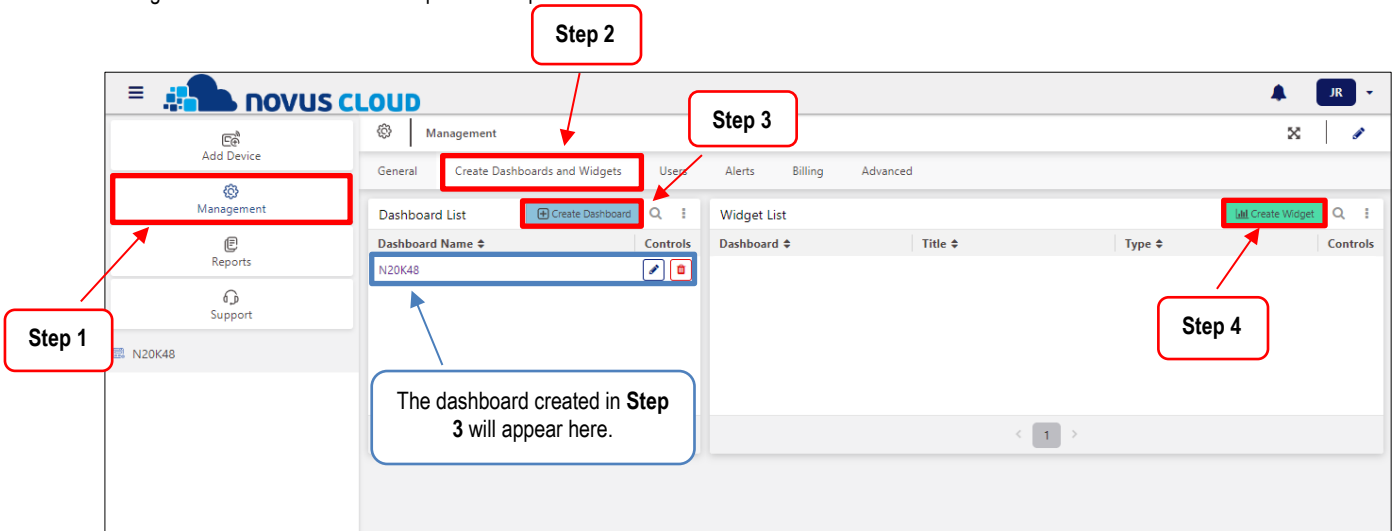 Step 2
NOVUS CLOUD
JR
Add Device
Management
Step 3
General Create Dashboards and Widgets Users Alerts Billing Advanced
Management
Dashboard List Create Dashboard
Widget List Create Widget
Reports
Dashboard Name Controls
Dashboard Title Type Controls
N20K48
Support
Step 1
Step 4
N20K48
The dashboard created in Step
3 will appear here.
1